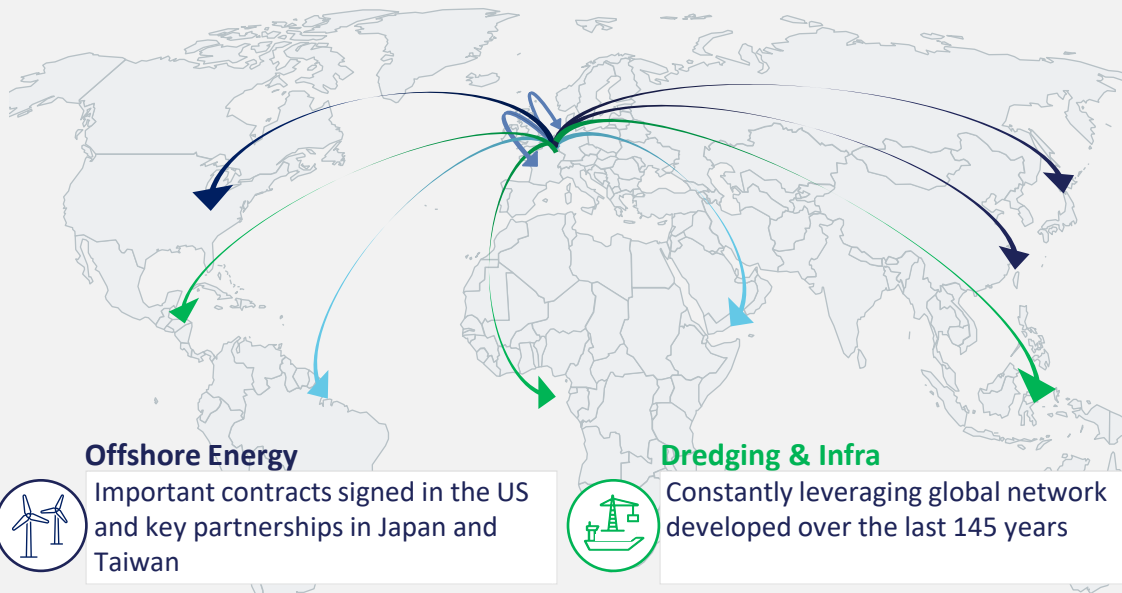 Offshore Energy
Important contracts signed in the US
and key partnerships in Japan and
Taiwan
Dredging & Infra
Constantly leveraging global network
developed over the last 145 years